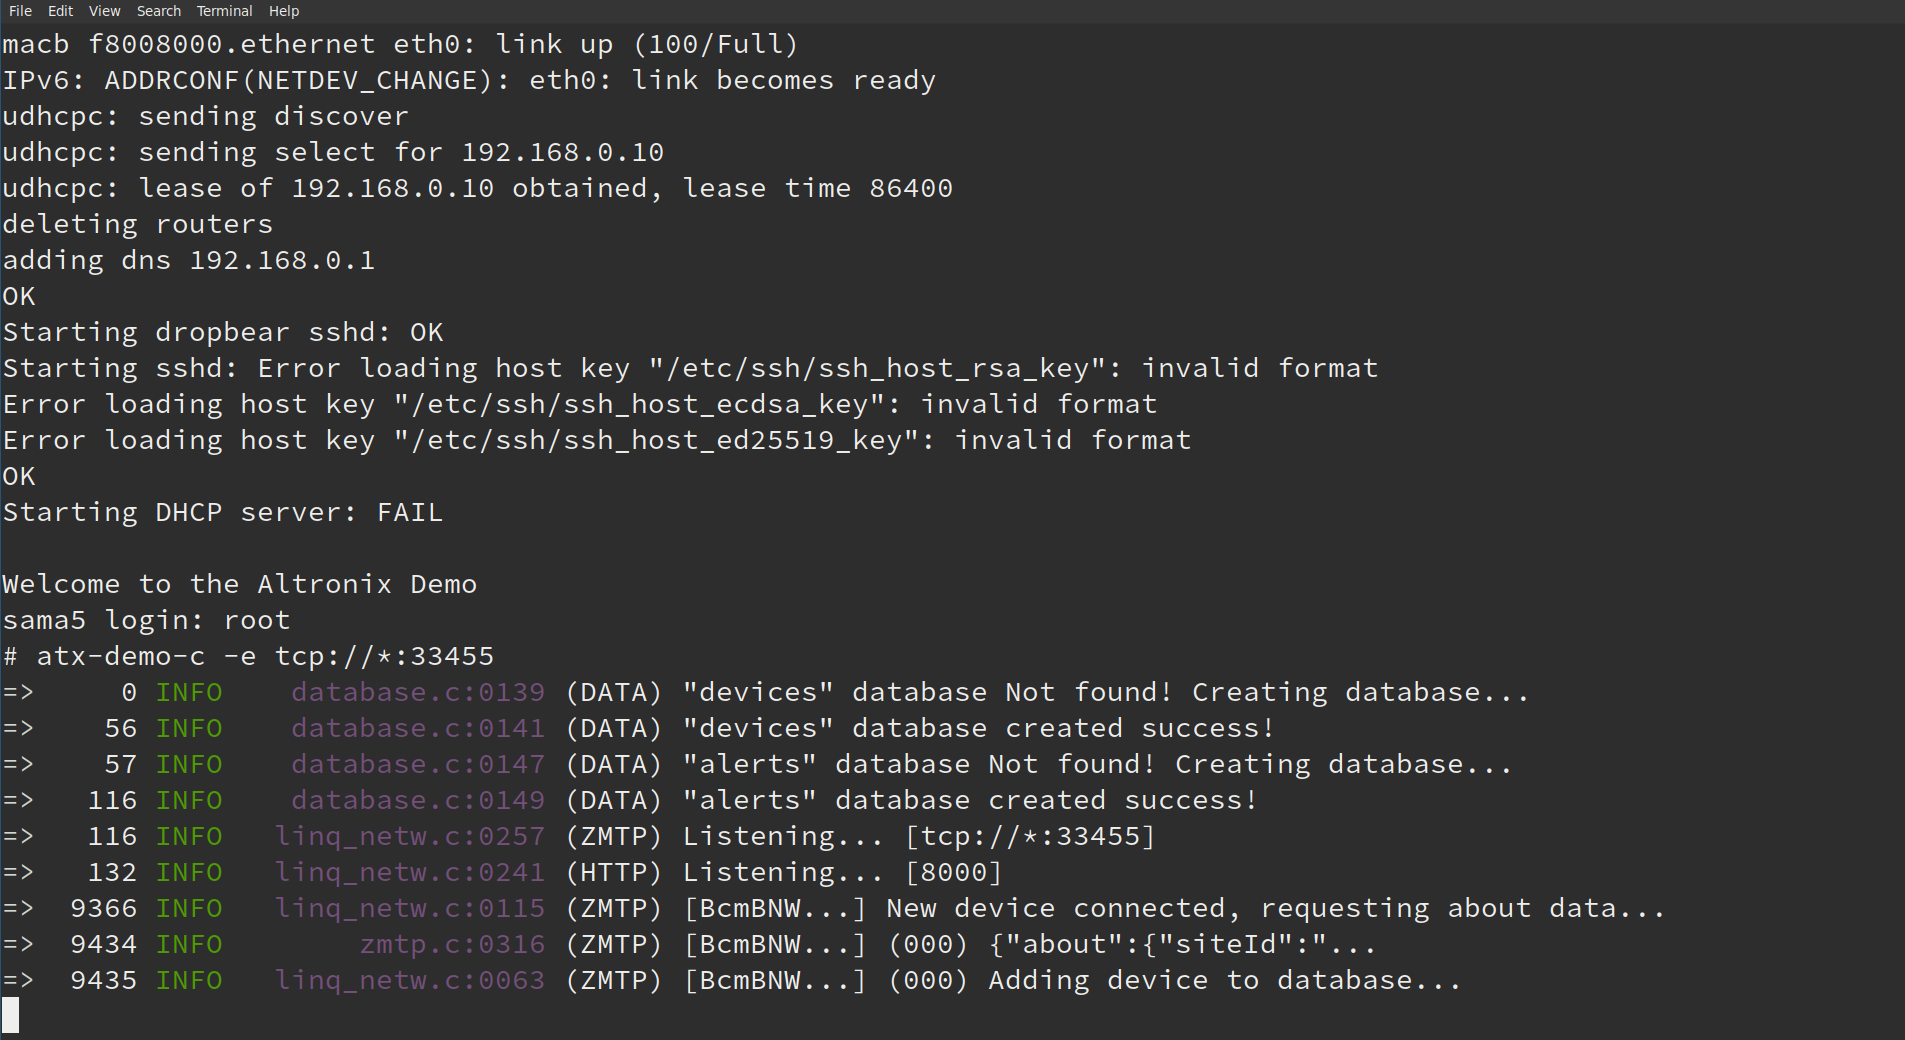 File Edit View Search Terminal Help
macb f8008000.ethernet eth0: link up (100/Full)
IPv6: ADDRCONF(NETDEV_CHANGE): eth0: link becomes ready
udhcpc: sending discover
udhcpc: sending select for 192.168.0.10
udhcpc: lease of 192.168.0.10 obtained, lease time 86400
deleting routers
adding dns 192.168.0.1
OK
Starting dropbear sshd: OK
Starting sshd: Error loading host key "/etc/ssh/ssh_host_rsa_key": invalid format
Error loading host key "/etc/ssh/ssh_host_ecdsa_key": invalid format
Error loading host key "/etc/ssh/ssh_host_ed25519_key": invalid format
OK
Starting DHCP server: FAIL

Welcome to the Altronix Demo
sama5 login: root
# atx-demo-c -e tcp://*:33455
=>     0 INFO    database.c:0139 (DATA) "devices" database Not found! Creating database...
=>    56 INFO    database.c:0141 (DATA) "devices" database created success!
=>    57 INFO    database.c:0147 (DATA) "alerts" database Not found! Creating database...
=>   116 INFO    database.c:0149 (DATA) "alerts" database created success!
=>   116 INFO   linq_netw.c:0257 (ZMTP) Listening... [tcp://*:33455]
=>   132 INFO   linq_netw.c:0241 (HTTP) Listening... [8000]
=>  9366 INFO   linq_netw.c:0115 (ZMTP) [BcmBNW...] New device connected, requesting about data...
=>  9434 INFO        zmtp.c:0316 (ZMTP) [BcmBNW...] (000) {"about":{"siteId":"...
=>  9435 INFO   linq_netw.c:0063 (ZMTP) [BcmBNW...] (000) Adding device to database...